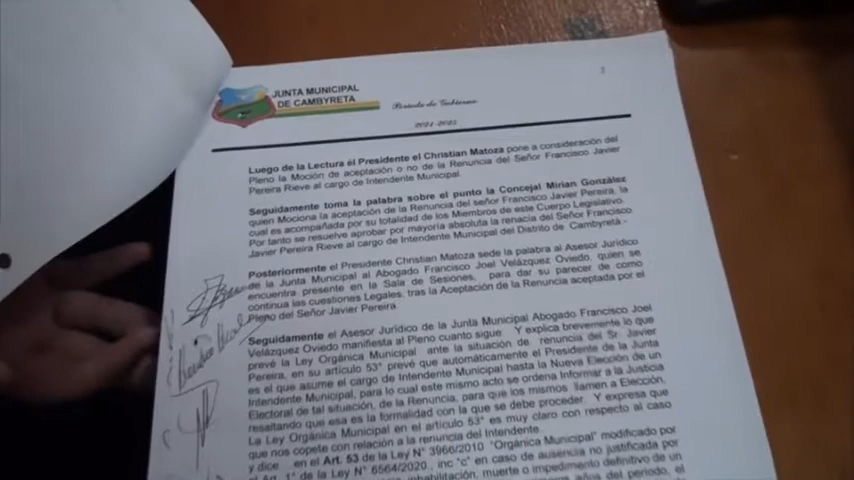 JUNTA MUNICIPAL
DE CAMBYRETA
Periodo de Gobierno
2021-2025
2
Luego de la Lectura el Presidente el Christian Matoza pone a consideración del
Pleno la Moción de aceptación o no de la Renuncia del Señor Francisco Javier
Pereira Rieve al cargo de Intendente Municipal.
Seguidamente toma la palabra sobre el punto la Concejal Mirian González
quien Mociona la aceptación de la Renuncia del señor Francisco Javier Pereira, la
cual es acompañada por su totalidad de los Miembros de este Cuerpo Legislativo.
Por tanto se resuelve aprobar por mayoría absoluta la renacía del Señor Francisco
Javier Pereira Rieve al cargo de Intendente Municipal del Distrito de Cambyretá.-
Posteriormente el Presidente Christian Matoza sede la palabra al Asesor Jurídico
de la Junta Municipal al Abogado Francisco Joel Velázquez Oviedo, quien se
encuentra presente en la Sala de Sesiones, para dar su parecer de como
continúa las cuestiones Legales, tras la Aceptación de la Renuncia aceptada por el
Pleno del Señor Javier Pereira.
Seguidamente el Asesor Jurídico de la Junta Municipal Abogado Francisco Joel
Velázquez Oviedo manifiesta al Pleno cuanto sigue Y explica brevemente lo que
prevé la Ley Orgánica Municipal ante la situación de renuncia del Sr. Javier
Pereira, en su artículo 53° prevé que automáticamente el Presidente de la Junta
es el que asume el cargo de Intendente Municipal hasta la Nueva Elección de un
Intendente Municipal, para lo cual este mismo acto se ordena Informar a la Justicia
Electoral de tal situación, de la Renuncia, para que los mismos llamen a Elección,
resaltando que esa es la formalidad con la que se debe proceder. Y expresa que
La Ley Orgánica Municipal en el artículo 53° es muy claro con respecto al caso
que nos copete con relación a la renuncia del Intendente.
y dice en el Art. 53 de la Ley N° 3966/2010 "Orgánica Municipal" modificado por
el Art. 1° de la Ley N° 6564/2020, inc "c" en caso de ausencia no justificada por
inhabilitación, muerte o impedimento definitivo de un
años del período, el